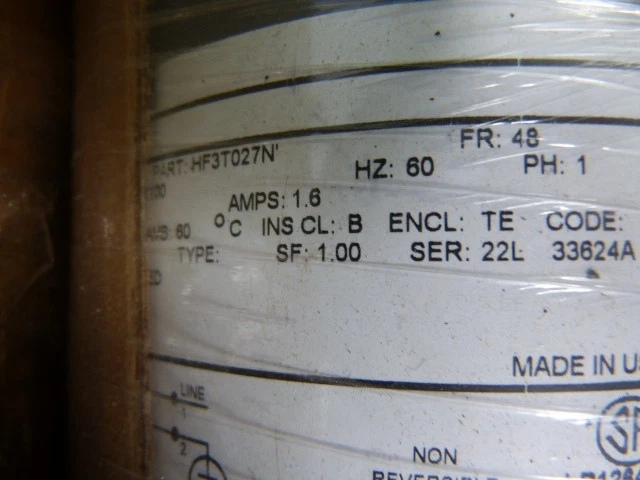 FR: 48
PART: HF3T027N'
HZ: 60
PH: 1
AMPS: 1.6
60 °C INS CL: B ENCL: TE CODE:
TYPE: SF: 1.00 SER: 22L 33624A
MADE IN US
LINE
1
2
NON